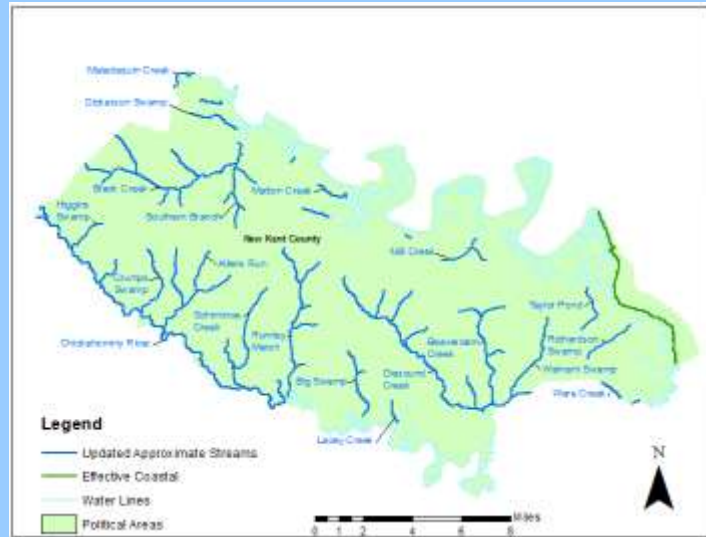 Matadequin Creek
Dickeyson Swamp
Black Creek
Matton Creek
Higgins
Swamp
Southern Branch
New Kent County
Mill Creek
Allens Run
Crumps
Swamp
Schiminoe
Creek
Rumley
Marsh
Taylor Pond
Beaverdam
Creek
Richardson
Swamp
Chickahominy River
Big Swamp
Diascund
Creek
Wahrani Swamp
Ware Creek
Lacey Creek
Legend
Updated Approximate Streams
Effective Coastal
Water Lines
Political Areas
N
Miles
0 1 2 4 6 8